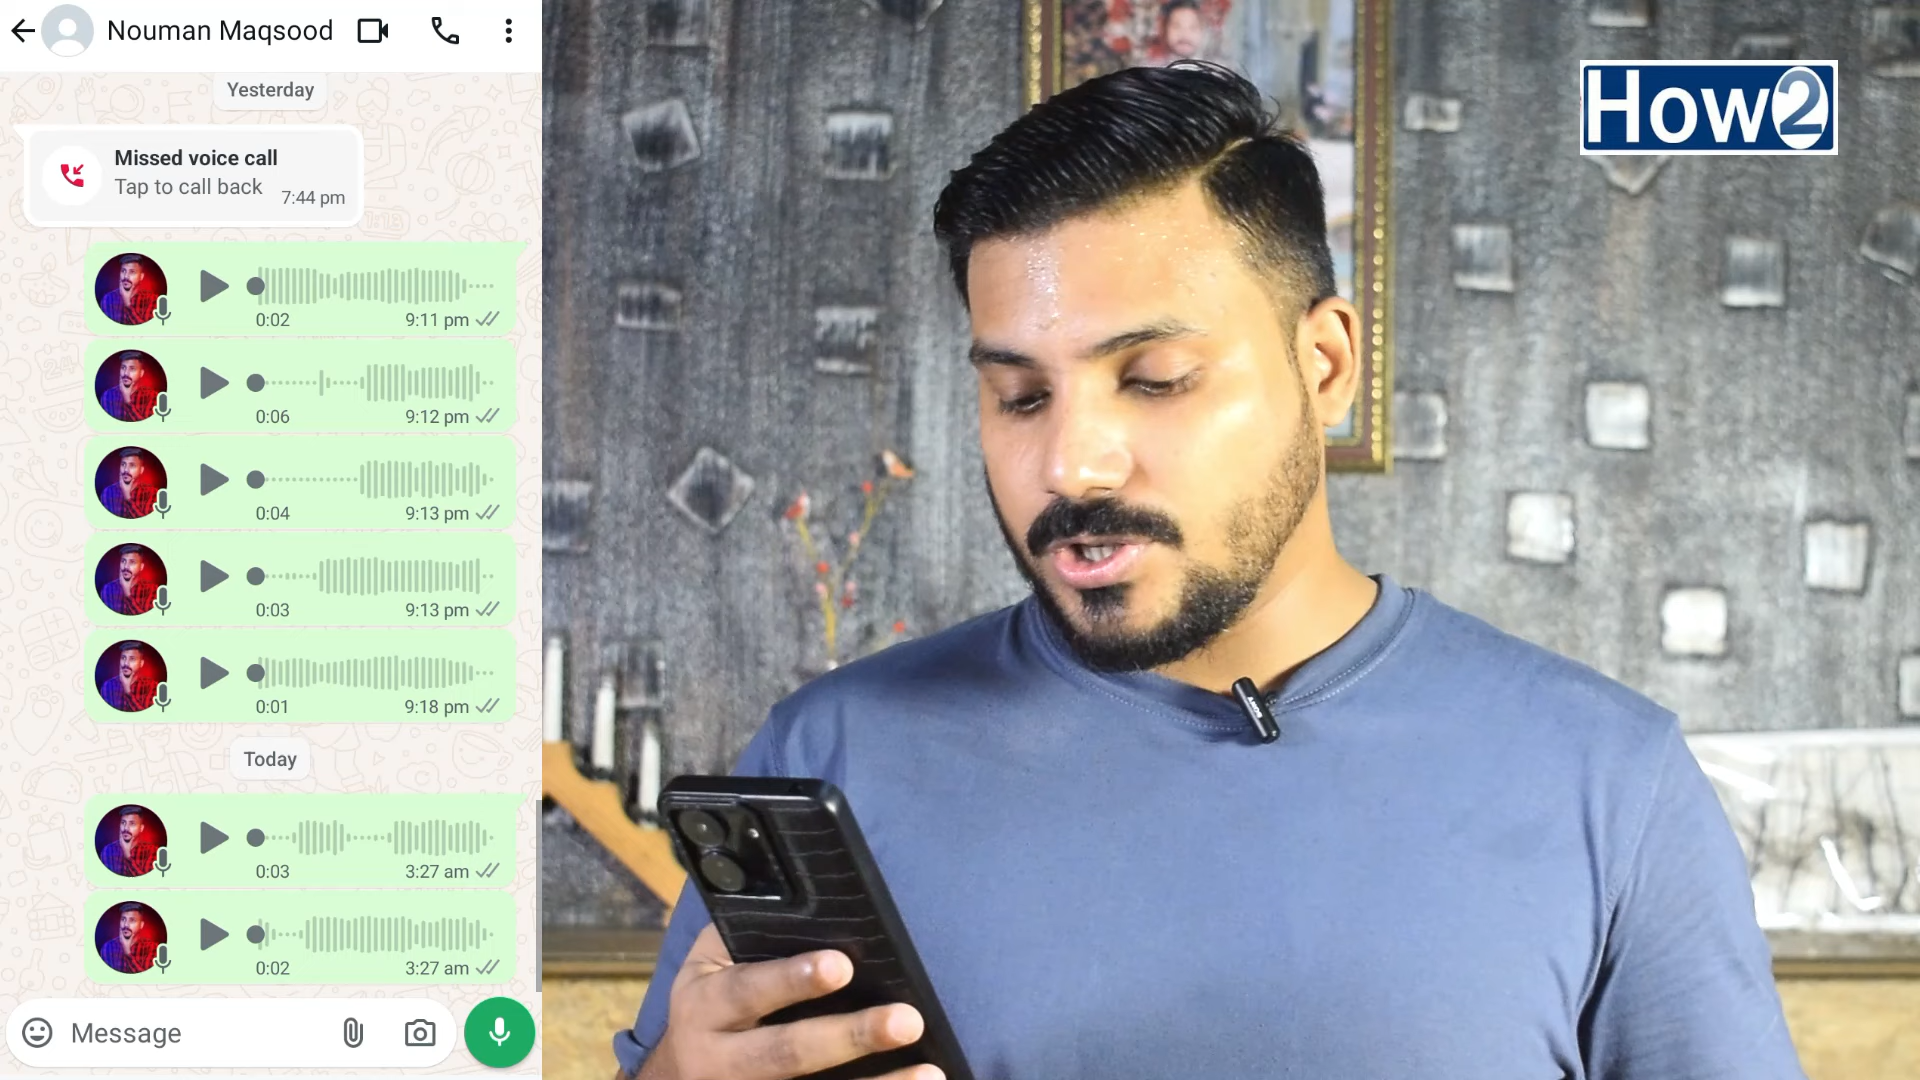 Nouman Maqsood
Yesterday
Missed voice call
Tap to call back
7:44 pm
0:02
9:11 pm
0:06
9:12 pm
0:04
9:13 pm
0:03
9:13 pm
0:01
9:18 pm
Today
0:03
3:27 am
0:02
3:27 am
Message
How2